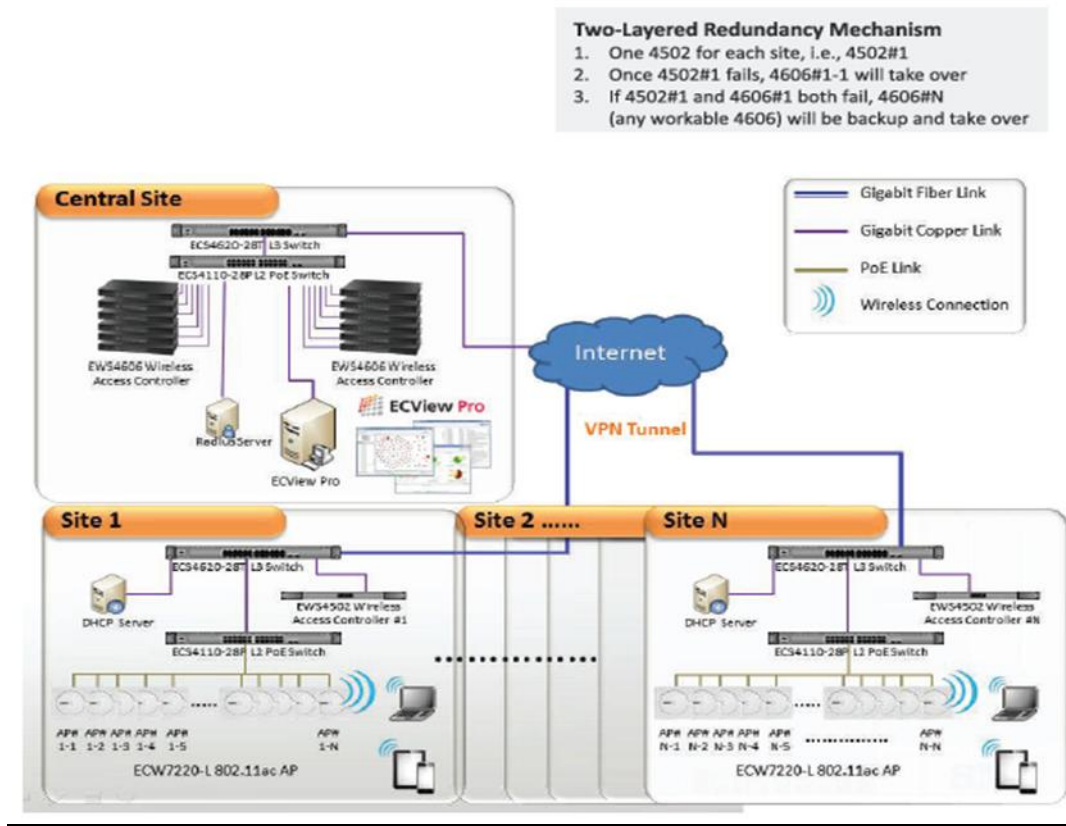 Two-Layered Redundancy Mechanism
1. One 4502 for each site, i.e., 4502#1
2. Once 4502#1 fails, 4606#1-1 will take over
3. If 4502#1 and 4606#1 both fail, 4606#N
(any workable 4606) will be backup and take over
Central Site
ECS4620-28T L3 Switch
ECS4110-28P L2 PoE Switch
EWS4606 Wireless
Access Controller
EWS4606 Wireless
Access Controller
Radius Server
ECView Pro
ECView Pro
Gigabit Fiber Link
Gigabit Copper Link
PoE Link
Wireless Connection
Internet
VPN Tunnel
Site 1
ECS4620-28T L3 Switch
DHCP Server
EWS4502 Wireless
Access Controller #1
ECS4110-28P L2 PoE Switch
.....
AP# AP# AP# AP# AP# AP#
1-1 1-2 1-3 1-4 1-5 1-N
ECW7220-L 802.11ac AP
Site 2 ......
Site N
ECS4620-28T L3 Switch
DHCP Server
EWS4502 Wireless
Access Controller #N
ECS4110-28P L2 PoE Switch
.....
AP# AP# AP# AP# AP# AP#
N-1 N-2 N-3 N-4 N-5 N-N
ECW7220-L 802.11ac AP